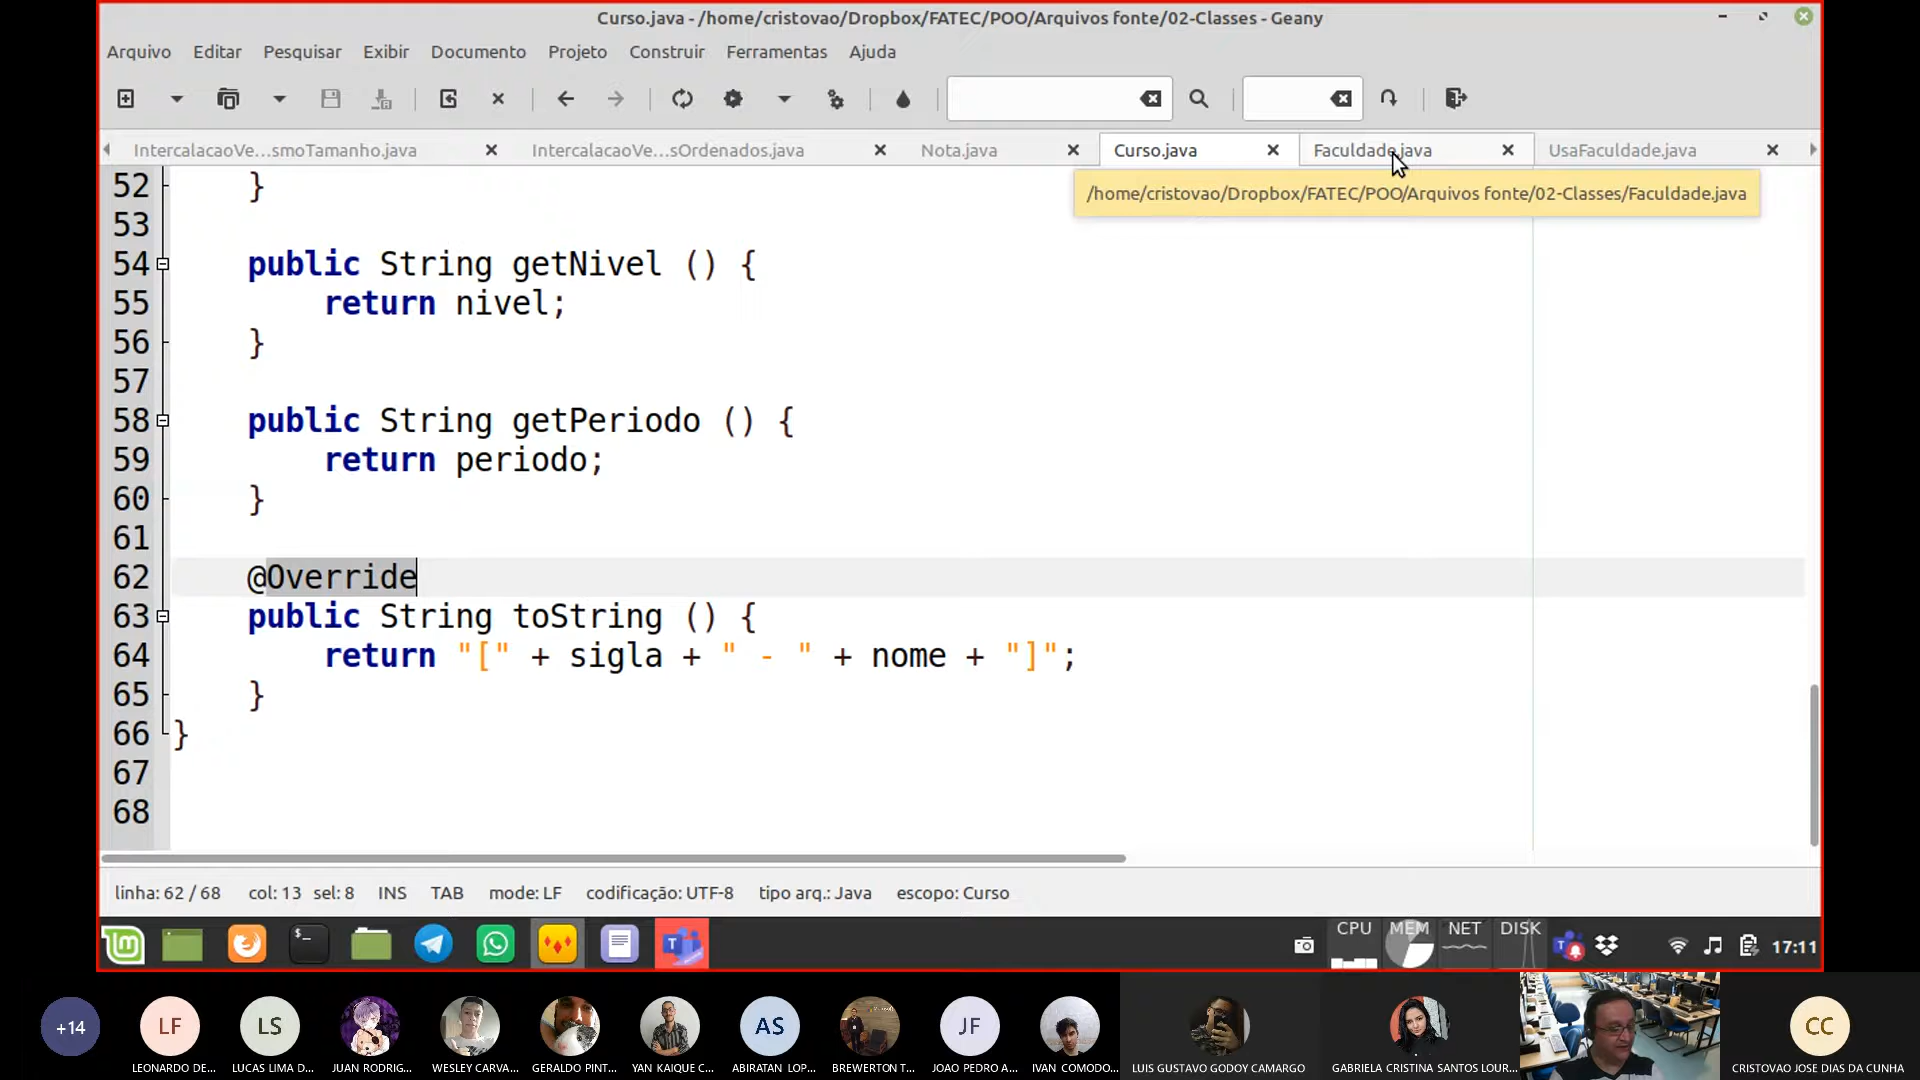 Curso.java - /home/cristovao/Dropbox/FATEC/POO/Arquivos fonte/02-Classes - Geany
Arquivo Editar Pesquisar Exibir Documento Projeto Construir Ferramentas Ajuda
IntercalacaoVe...smoTamanho.java IntercalacaoVe...sOrdenados.java Nota.java Curso.java Faculdade.java UsaFaculdade.java
/home/cristovao/Dropbox/FATEC/POO/Arquivos fonte/02-Classes/Faculdade.java
52 }
53
54 public String getNivel () {
55 return nivel;
56 }
57
58 public String getPeriodo () {
59 return periodo;
60 }
61
62 @Override
63 public String toString () {
64 return "[" + sigla + " - " + nome + "]";
65 }
66 }
67
68
linha: 62 / 68 col: 13 sel: 8 INS TAB mode: LF codificação: UTF-8 tipo arq.: Java escopo: Curso
CPU MEM NET DISK
17:11
+14 LF LS AS JF CC
LEONARDO DE... LUCAS LIMA D... JUAN RODRIG... WESLEY CARVA... GERALDO PINT... YAN KAIQUE C... ABIRATAN LOP... BREWERTON T... JOAO PEDRO A... IVAN COMODO... LUIS GUSTAVO GODOY CAMARGO GABRIELA CRISTINA SANTOS LOUR... CRISTOVAO JOSE DIAS DA CUNHA